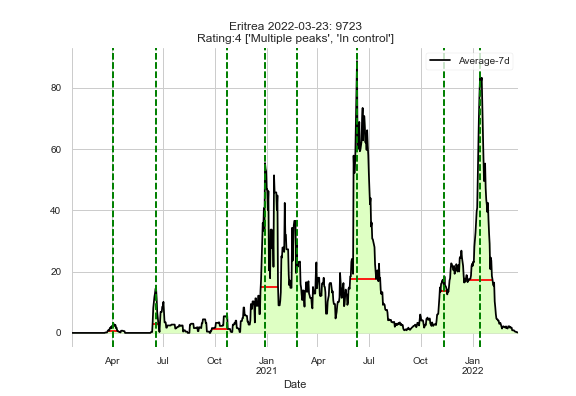 Eritrea 2022-03-23: 9723
Rating:4 ['Multiple peaks', 'In control']
Average-7d
80
60
40
20
0
Apr Jul Oct Jan Apr Jul Oct Jan
2021 2022
Date